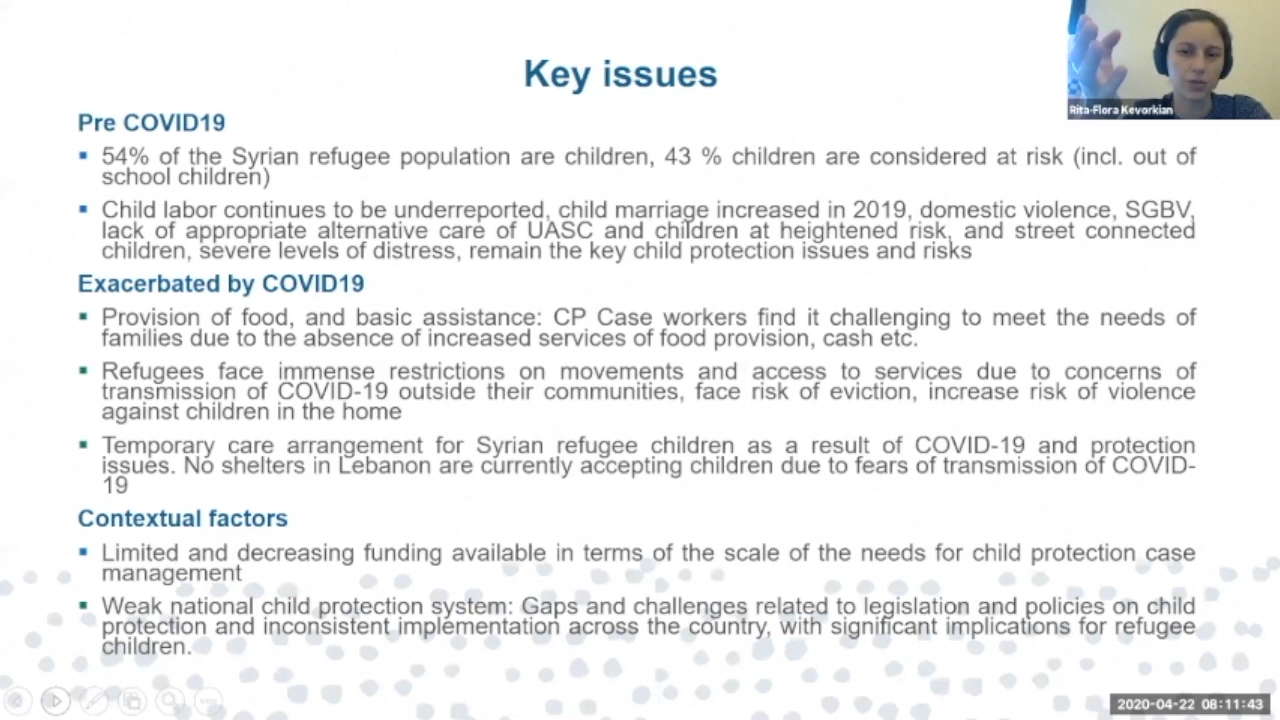 Key issues
Rita-Flora Kevorkian
Pre COVID19
▪ 54% of the Syrian refugee population are children, 43 % children are considered at risk (incl. out of
school children)
▪ Child labor continues to be underreported, child marriage increased in 2019, domestic violence, SGBV,
lack of appropriate alternative care of UASC and children at heightened risk, and street connected
children, severe levels of distress, remain the key child protection issues and risks
Exacerbated by COVID19
▪ Provision of food, and basic assistance: CP Case workers find it challenging to meet the needs of
families due to the absence of increased services of food provision, cash etc.
▪ Refugees face immense restrictions on movements and access to services due to concerns of
transmission of COVID-19 outside their communities, face risk of eviction, increase risk of violence
against children in the home
▪ Temporary care arrangement for Syrian refugee children as a result of COVID-19 and protection
issues. No shelters in Lebanon are currently accepting children due to fears of transmission of COVID-
19
Contextual factors
▪ Limited and decreasing funding available in terms of the scale of the needs for child protection case
management
▪ Weak national child protection system: Gaps and challenges related to legislation and policies on child
protection and inconsistent implementation across the country, with significant implications for refugee
children.
2020-04-22 08:11:43